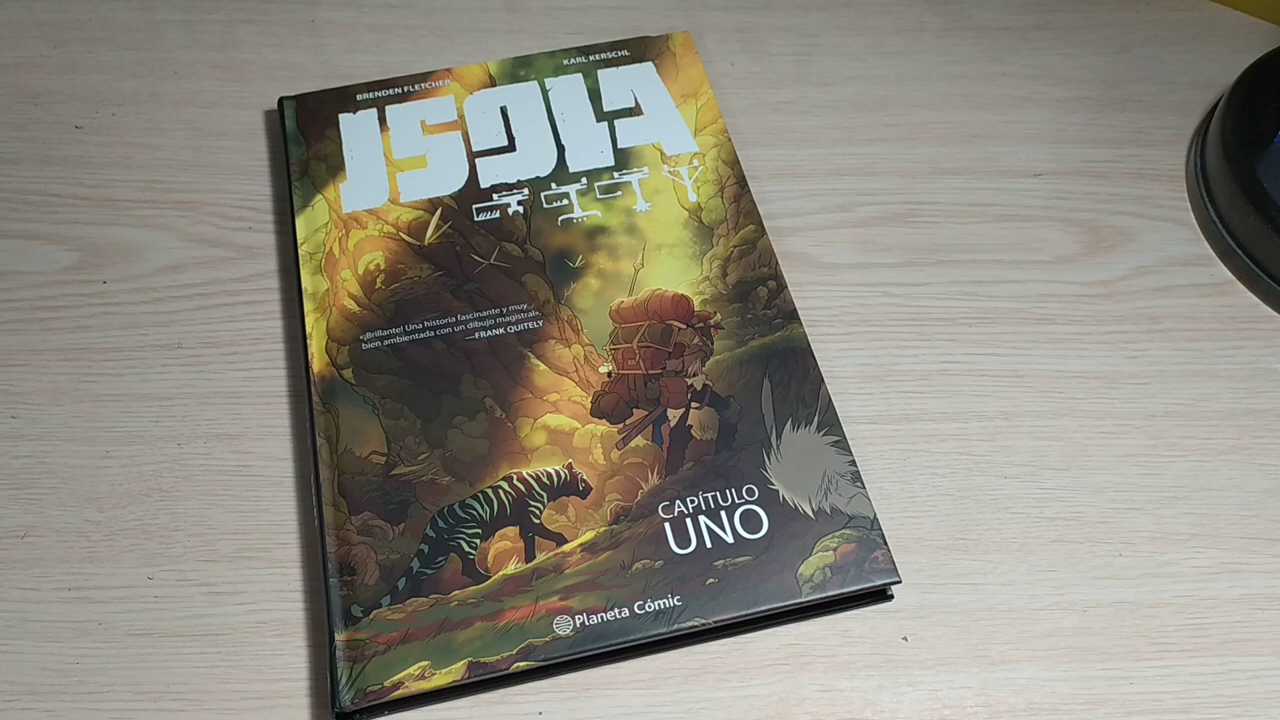 BRENDEN FLETCHER
KARL KERSCHL
ISOLA
«¡Brillante! Una historia fascinante y muy
bien ambientada con un dibujo magistral».
—FRANK QUITELY
CAPÍTULO
UNO
Planeta Cómic